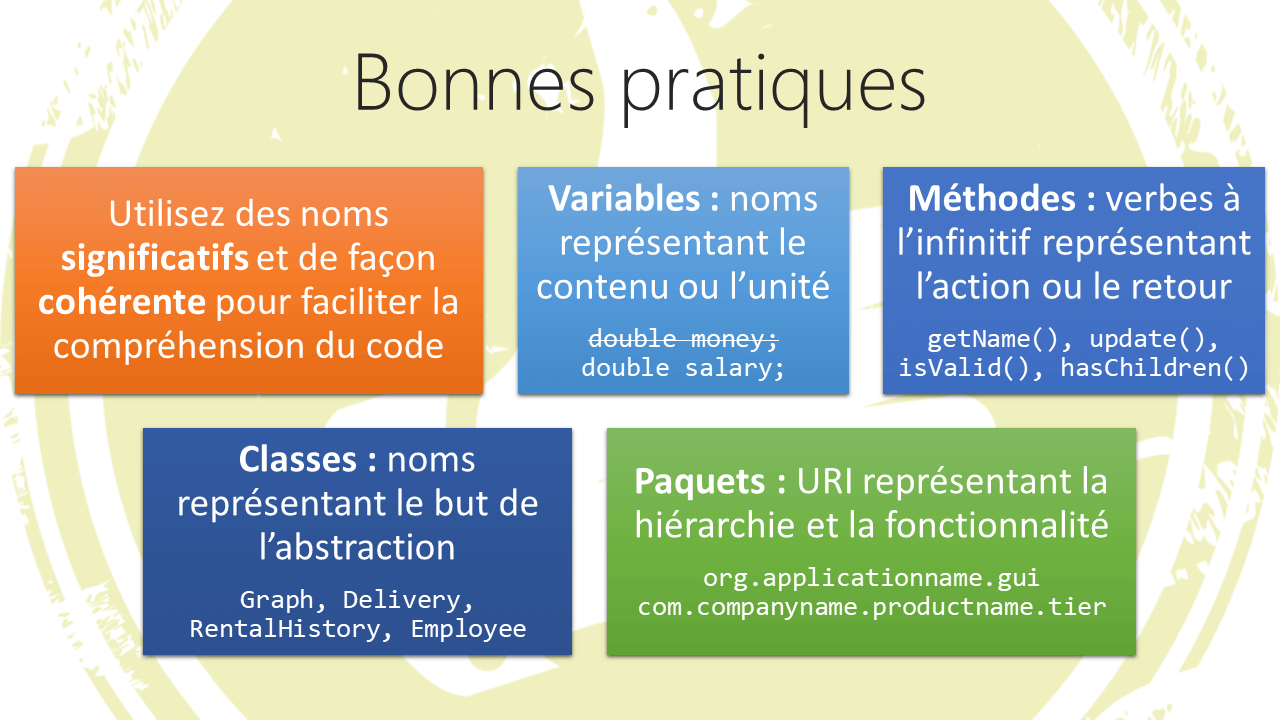 Bonnes pratiques
Utilisez des noms
significatifs et de façon
cohérente pour faciliter la
compréhension du code
Variables : noms
représentant le
contenu ou l’unité
double money;
double salary;
Méthodes : verbes à
l’infinitif représentant
l’action ou le retour
getName(), update(),
isValid(), hasChildren()
Classes : noms
représentant le but de
l’abstraction
Graph, Delivery,
RentalHistory, Employee
Paquets : URI représentant la
hiérarchie et la fonctionnalité
org.applicationname.gui
com.companyname.productname.tier